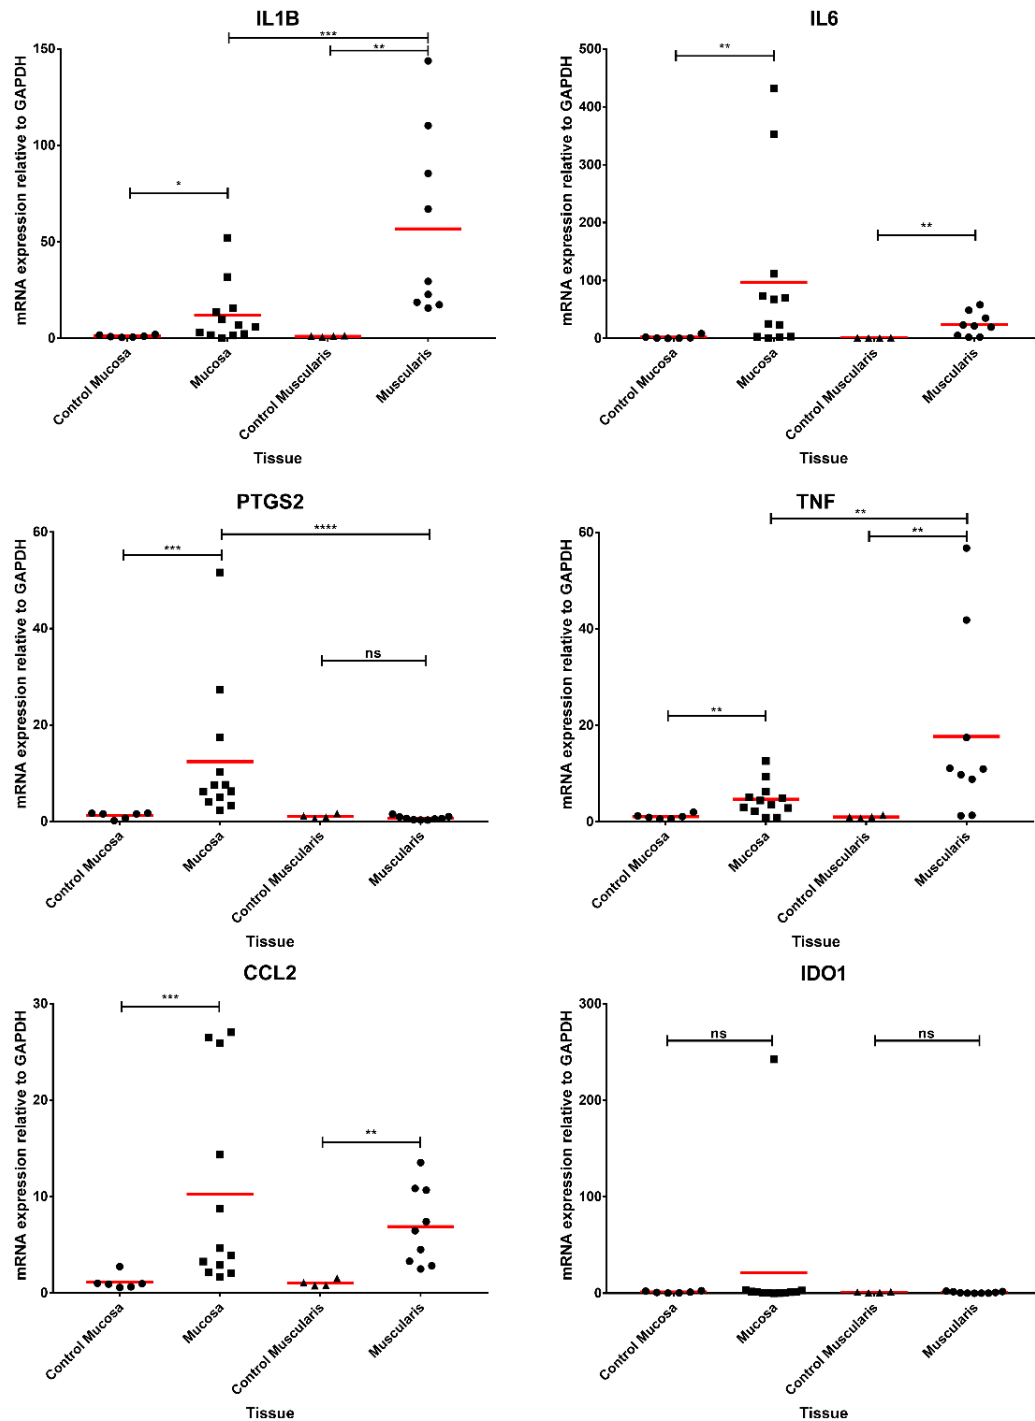 IL1B
mRNA expression relative to GAPDH
150
100
50
0
***
**
*
Control Mucosa
Mucosa
Control Muscularis
Muscularis
Tissue
IL6
mRNA expression relative to GAPDH
500
400
300
200
100
0
**
**
Control Mucosa
Mucosa
Control Muscularis
Muscularis
Tissue
PTGS2
mRNA expression relative to GAPDH
60
40
20
0
****
***
ns
Control Mucosa
Mucosa
Control Muscularis
Muscularis
Tissue
TNF
mRNA expression relative to GAPDH
60
40
20
0
**
**
**
Control Mucosa
Mucosa
Control Muscularis
Muscularis
Tissue
CCL2
mRNA expression relative to GAPDH
30
20
10
0
***
**
Control Mucosa
Mucosa
Control Muscularis
Muscularis
Tissue
IDO1
mRNA expression relative to GAPDH
300
200
100
0
ns
ns
Control Mucosa
Mucosa
Control Muscularis
Muscularis
Tissue